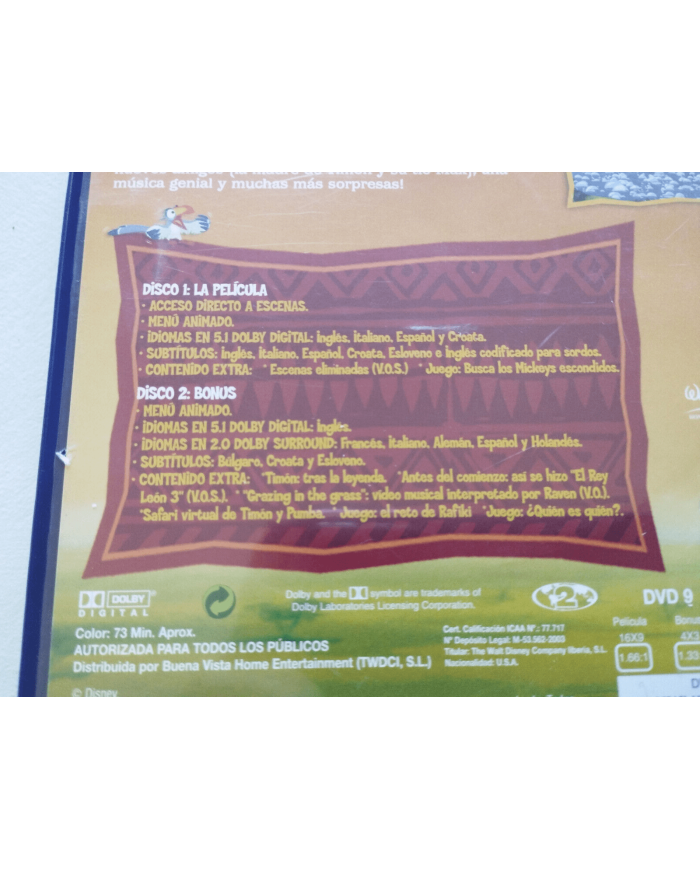 música genial y muchas más sorpresas!
DISCO 1: LA PELÍCULA
· ACCESO DIRECTO A ESCENAS.
· MENÚ ANIMADO.
· IDIOMAS EN 5.1 DOLBY DIGITAL: Inglés, Italiano, Español y Croata.
· SUBTÍTULOS: Inglés, Italiano, Español, Croata, Esloveno e Inglés codificado para sordos.
· CONTENIDO EXTRA: *Escenas eliminadas (V.O.S.) *Juego: Busca los Mickeys escondidos.
DISCO 2: BONUS
· MENÚ ANIMADO.
· IDIOMAS EN 5.1 DOLBY DIGITAL: Inglés.
· IDIOMAS EN 2.0 DOLBY SURROUND: Francés, Italiano, Alemán, Español y Holandés.
· SUBTÍTULOS: Búlgaro, Croata y Esloveno.
· CONTENIDO EXTRA: *Timón: tras la leyenda. *Antes del comienzo: así se hizo "El Rey
León 3" (V.O.S.). *"Grazing in the grass": vídeo musical interpretado por Raven (V.O.).
*Safari virtual de Timón y Pumba. *Juego: el reto de Rafiki *Juego: ¿Quién es quién?.
DOLBY
DIGITAL
Dolby and the symbol are trademarks of
Dolby Laboratories Licensing Corporation.
2
DVD 9
Color: 73 Min. Aprox.
AUTORIZADA PARA TODOS LOS PÚBLICOS
Distribuida por Buena Vista Home Entertainment (TWDCI, S.L.)
Cert. Calificación ICAA Nº: 77.717
Nº Depósito Legal: M-53.562-2003
Titular: The Walt Disney Company Iberia, S.L.
Nacionalidad: U.S.A.
Película
16X9
1.66:1
Bonus
4X3
1.33
© Disney